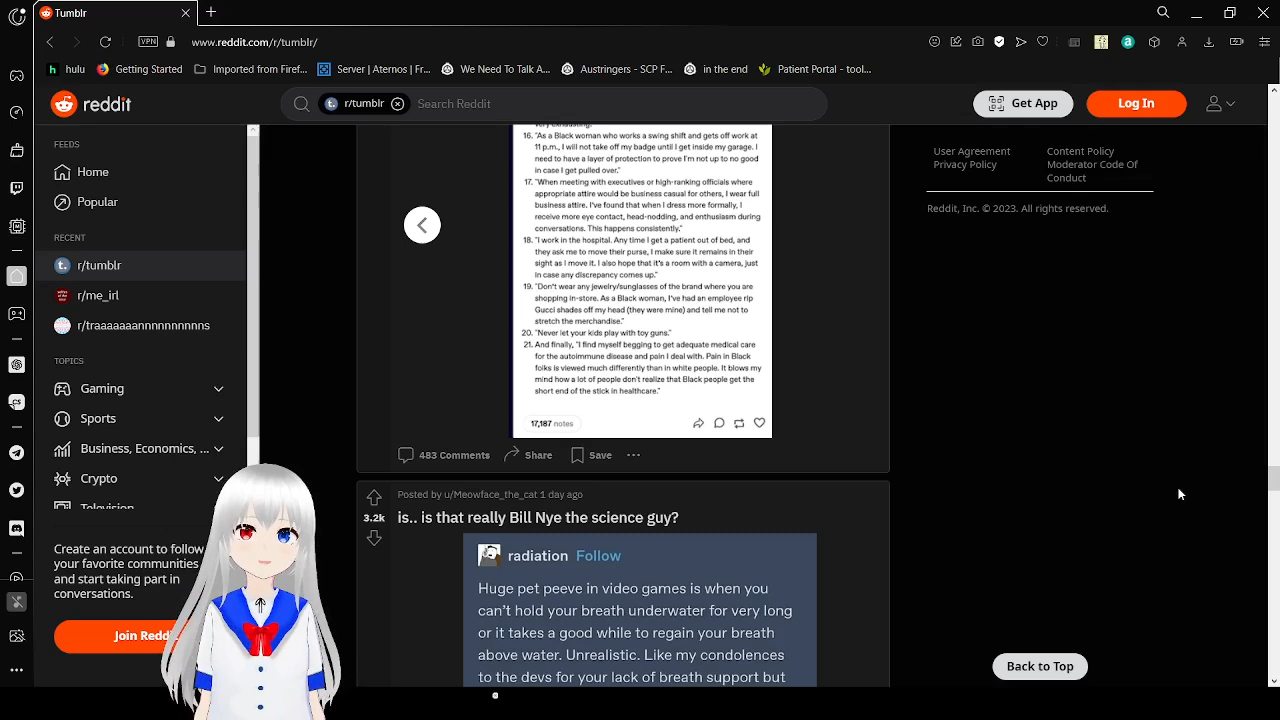 Tumblr
VPN
www.reddit.com/r/tumblr/
hulu
Getting Started
Imported from Firef...
Server | Aternos | Fr...
We Need To Talk A...
Austringers - SCP F...
in the end
Patient Portal - tool...
reddit
r/tumblr
Search Reddit
Get App
Log In
FEEDS
Home
Popular
RECENT
r/tumblr
r/me_irl
r/traaaaaaannnnnnnnnns
TOPICS
Gaming
Sports
Business, Economics, ...
Crypto
Television
Create an account to follow
your favorite communities
and start taking part in
conversations.
Join Reddi
very exhausting."
16. "As a Black woman who works a swing shift and gets off work at
11 p.m., I will not take off my badge until I get inside my garage. I
need to have a layer of protection to prove I'm not up to no good
in case I get pulled over."
17. "When meeting with executives or high-ranking officials where
appropriate attire would be business casual for others, I wear full
business attire. I've found that when I dress more formally, I
receive more eye contact, head-nodding, and enthusiasm during
conversations. This happens consistently."
18. "I work in the hospital. Any time I get a patient out of bed, and
they ask me to move their purse, I make sure it remains in their
sight as I move it. I also hope that it's a room with a camera, just
in case any discrepancy comes up."
19. "Don't wear any jewelry/sunglasses of the brand where you are
shopping in-store. As a Black woman, I've had an employee rip
Gucci shades off my head (they were mine) and tell me not to
stretch the merchandise."
20. "Never let your kids play with toy guns."
21. And finally, "I find myself begging to get adequate medical care
for the autoimmune disease and pain I deal with. Pain in Black
folks is viewed much differently than in white people. It blows my
mind how a lot of people don't realize that Black people get the
short end of the stick in healthcare."
17,187 notes
483 Comments
Share
Save
Posted by u/Meowface_the_cat 1 day ago
3.2k
is.. is that really Bill Nye the science guy?
radiation Follow
Huge pet peeve in video games is when you
can't hold your breath underwater for very long
or it takes a good while to regain your breath
above water. Unrealistic. Like my condolences
to the devs for your lack of breath support but
User Agreement
Content Policy
Privacy Policy
Moderator Code Of
Conduct
Reddit, Inc. © 2023. All rights reserved.
Back to Top